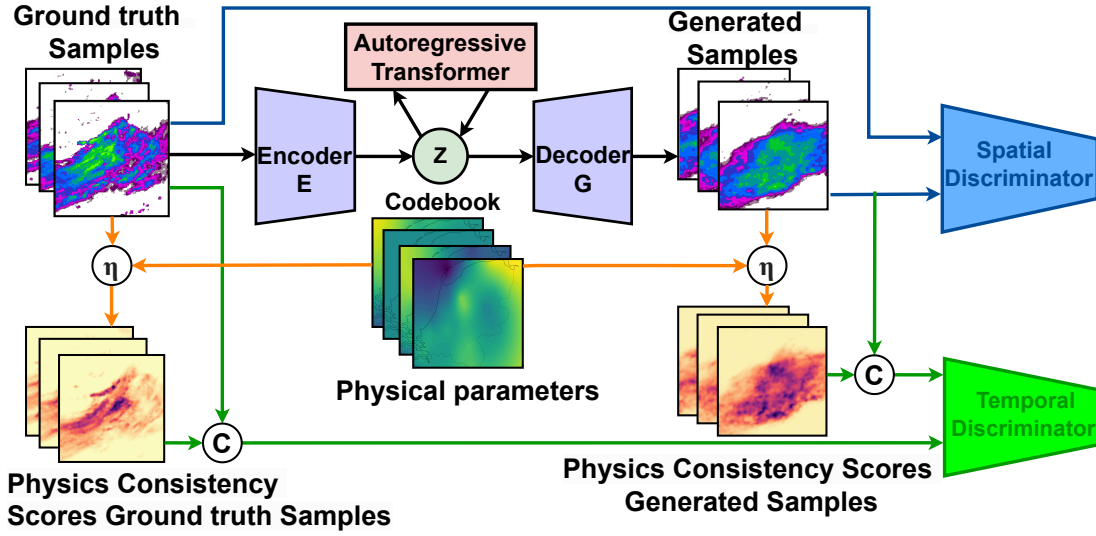 Ground truth
Samples
Autoregressive
Transformer
Generated
Samples
Encoder
E
Z
Decoder
G
Spatial
Discriminator
Codebook
η
η
Physical parameters
C
C
Temporal
Discriminator
Physics Consistency
Scores Ground truth Samples
Physics Consistency Scores
Generated Samples